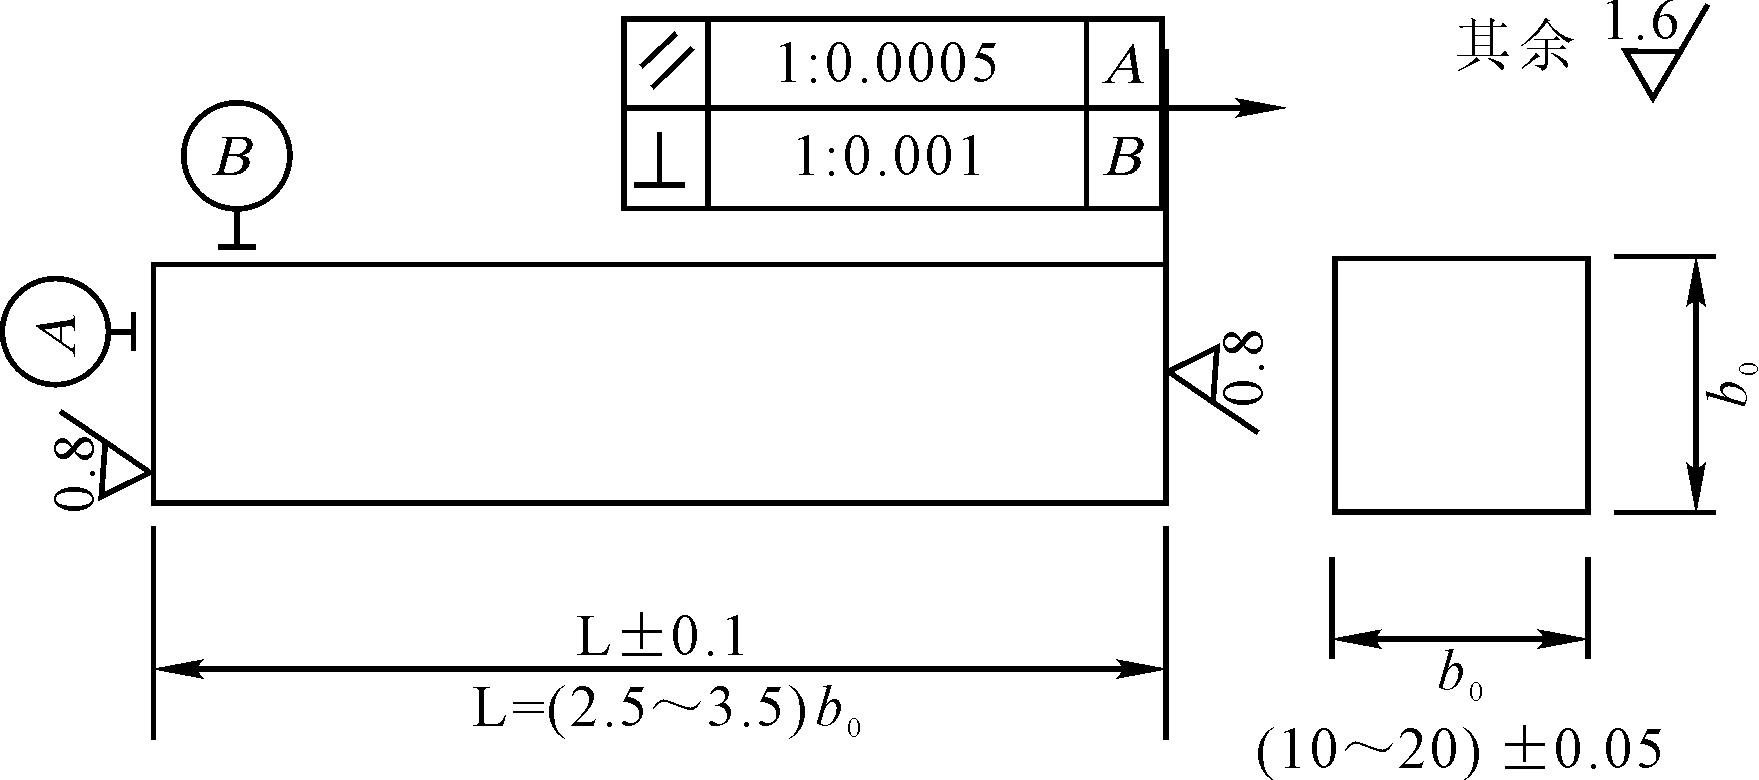 1:0.0005 A
1:0.001 B
其余 1.6
B
A
0.8
0.8
b0
L±0.1
L=(2.5～3.5)b0
b0
(10～20) ±0.05